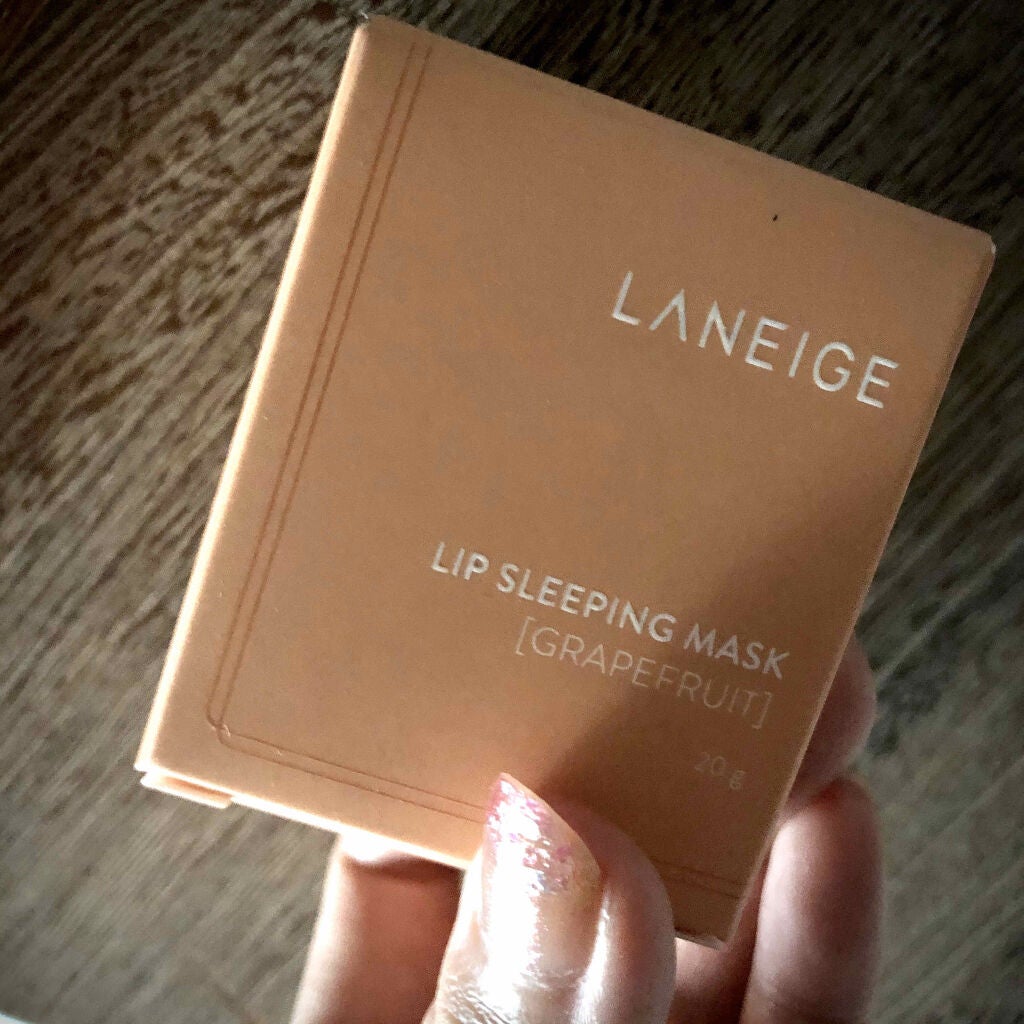 LANEIGE
LIP SLEEPING MASK
[GRAPEFRUIT]
20 g